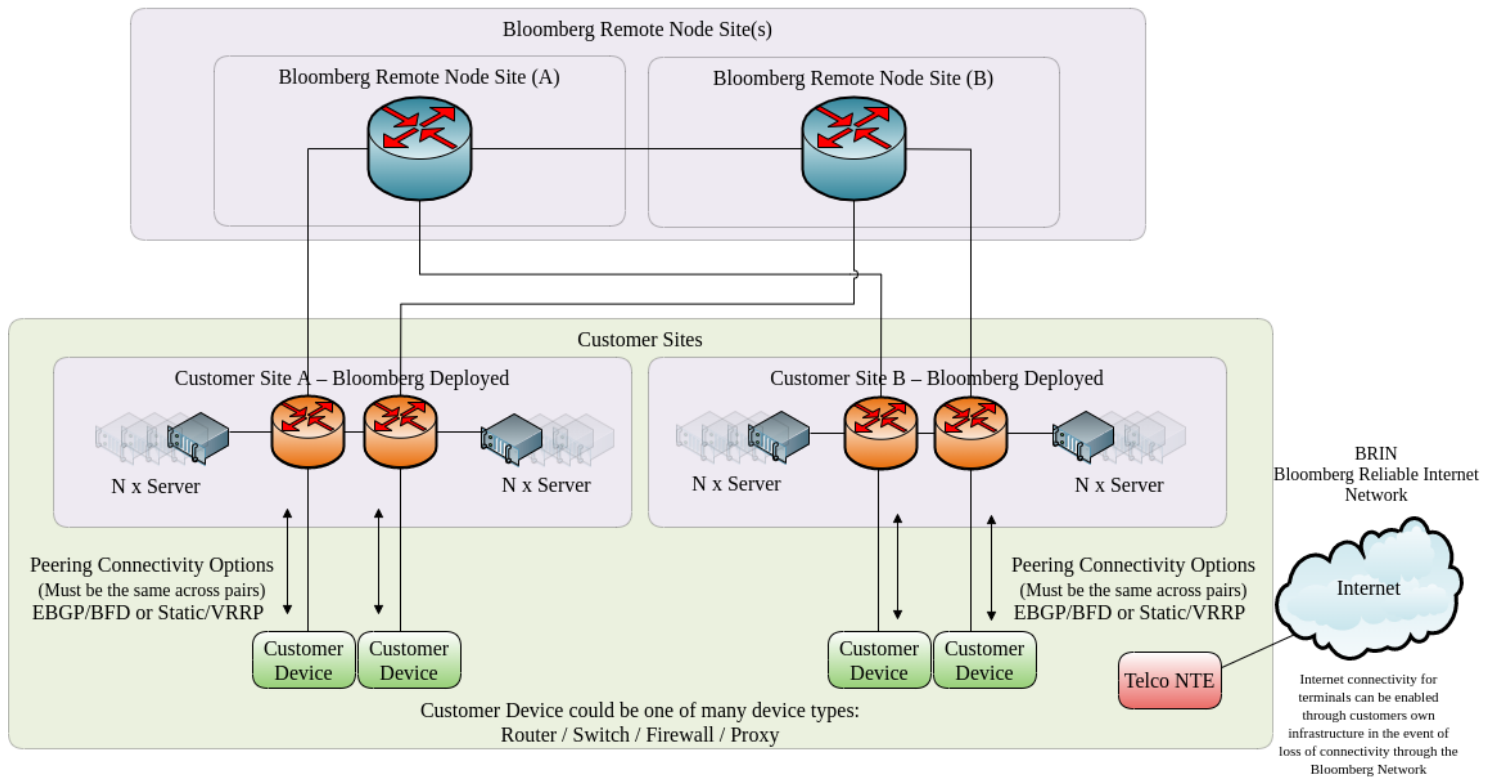 Bloomberg Remote Node Site(s)
Bloomberg Remote Node Site (A)
Bloomberg Remote Node Site (B)
Customer Sites
Customer Site A – Bloomberg Deployed
Customer Site B – Bloomberg Deployed
N x Server
N x Server
N x Server
N x Server
BRIN
Bloomberg Reliable Internet
Network
Peering Connectivity Options
(Must be the same across pairs)
EBGP/BFD or Static/VRRP
Peering Connectivity Options
(Must be the same across pairs)
EBGP/BFD or Static/VRRP
Internet
Customer
Device
Customer
Device
Customer
Device
Customer
Device
Telco NTE
Customer Device could be one of many device types:
Router / Switch / Firewall / Proxy
Internet connectivity for
terminals can be enabled
through customers own
infrastructure in the event of
loss of connectivity through the
Bloomberg Network